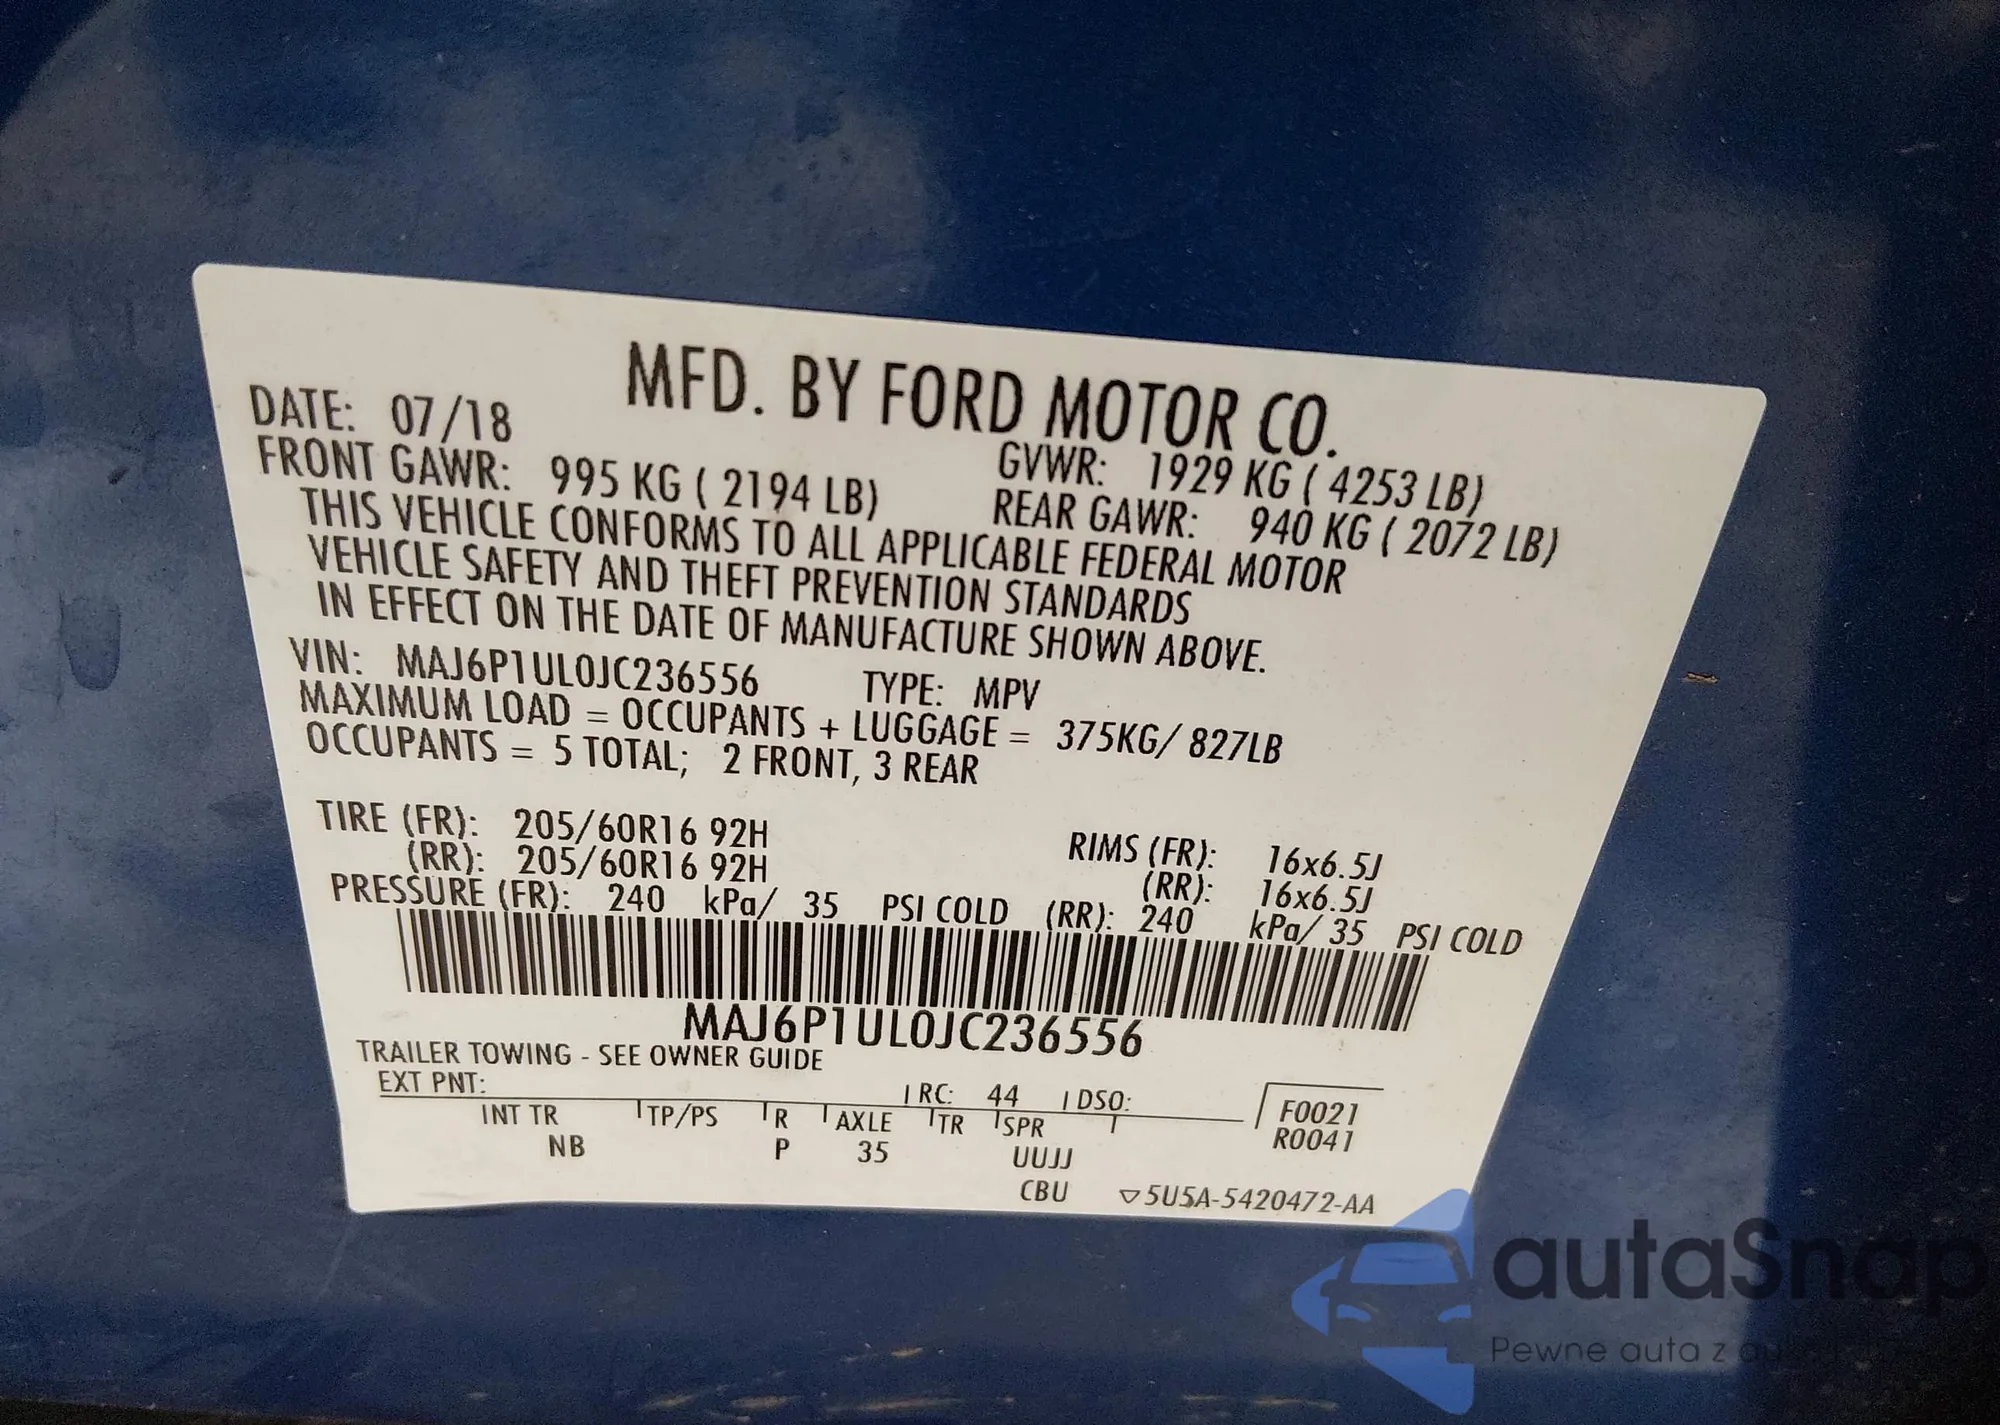 MFD. BY FORD MOTOR CO.
DATE: 07/18
GVWR: 1929 KG ( 4253 LB)
FRONT GAWR: 995 KG ( 2194 LB)
REAR GAWR: 940 KG ( 2072 LB)
THIS VEHICLE CONFORMS TO ALL APPLICABLE FEDERAL MOTOR
VEHICLE SAFETY AND THEFT PREVENTION STANDARDS
IN EFFECT ON THE DATE OF MANUFACTURE SHOWN ABOVE.
VIN: MAJ6P1UL0JC236556 TYPE: MPV
MAXIMUM LOAD = OCCUPANTS + LUGGAGE = 375KG/ 827LB
OCCUPANTS = 5 TOTAL; 2 FRONT, 3 REAR
TIRE (FR): 205/60R16 92H RIMS (FR): 16x6.5J
(RR): 205/60R16 92H (RR): 16x6.5J
PRESSURE (FR): 240 kPa/ 35 PSI COLD (RR): 240 kPa/ 35 PSI COLD
MAJ6P1UL0JC236556
TRAILER TOWING - SEE OWNER GUIDE
EXT PNT: RC: 44 DSO:
INT TR TP/PS R AXLE TR SPR F0021
NB P 35 UUJJ R0041
CBU ▽5U5A-5420472-AA
autaSnap
Pewne auta z